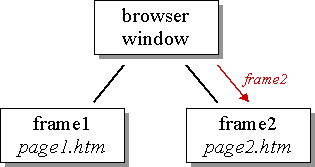 browser
window
frame2
frame1
page1.htm
frame2
page2.htm